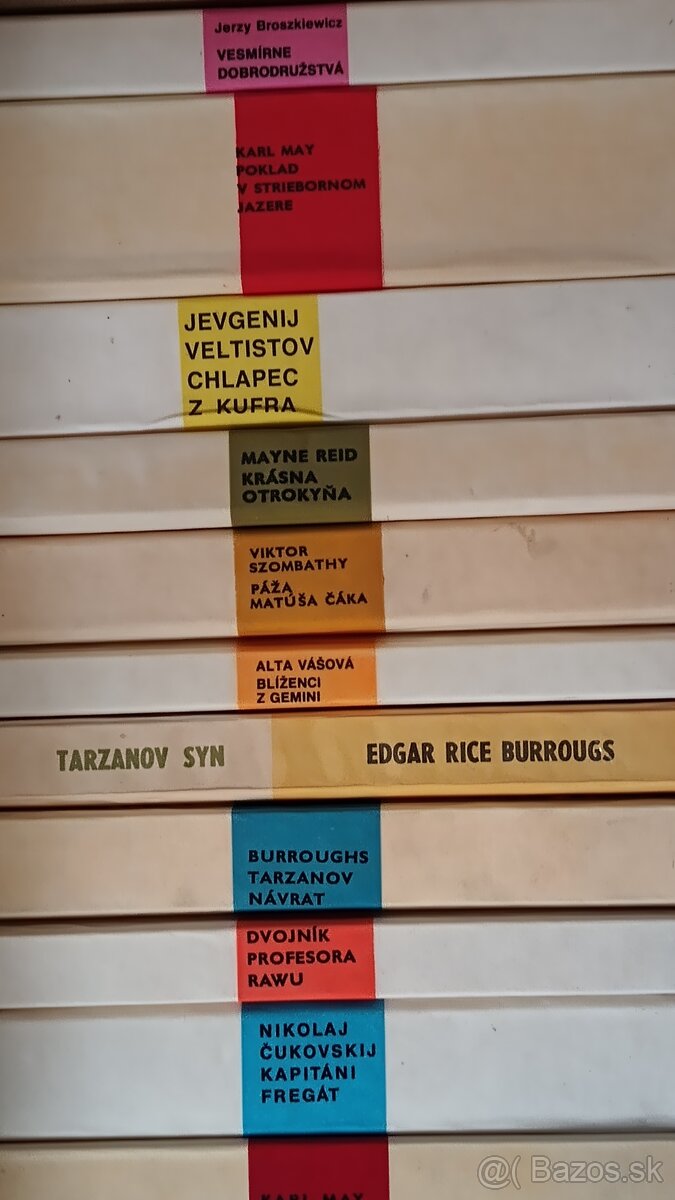 Jerzy Broszkiewicz
VESMÍRNE
DOBRODRUŽSTVÁ
KARL MAY
POKLAD
V STRIEBORNOM
JAZERE
JEVGENIJ
VELTISTOV
CHLAPEC
Z KUFRA
MAYNE REID
KRÁSNA
OTROKYŇA
VIKTOR
SZOMBATHY
PÁŽA
MATÚŠA ČÁKA
ALTA VÁŠOVÁ
BLÍŽENCI
Z GEMINI
TARZANOV SYN EDGAR RICE BURROUGS
BURROUGHS
TARZANOV
NÁVRAT
DVOJNÍK
PROFESORA
RAWU
NIKOLAJ
ČUKOVSKIJ
KAPITÁNI
FREGÁT
KARL MAY
@( Bazos.sk